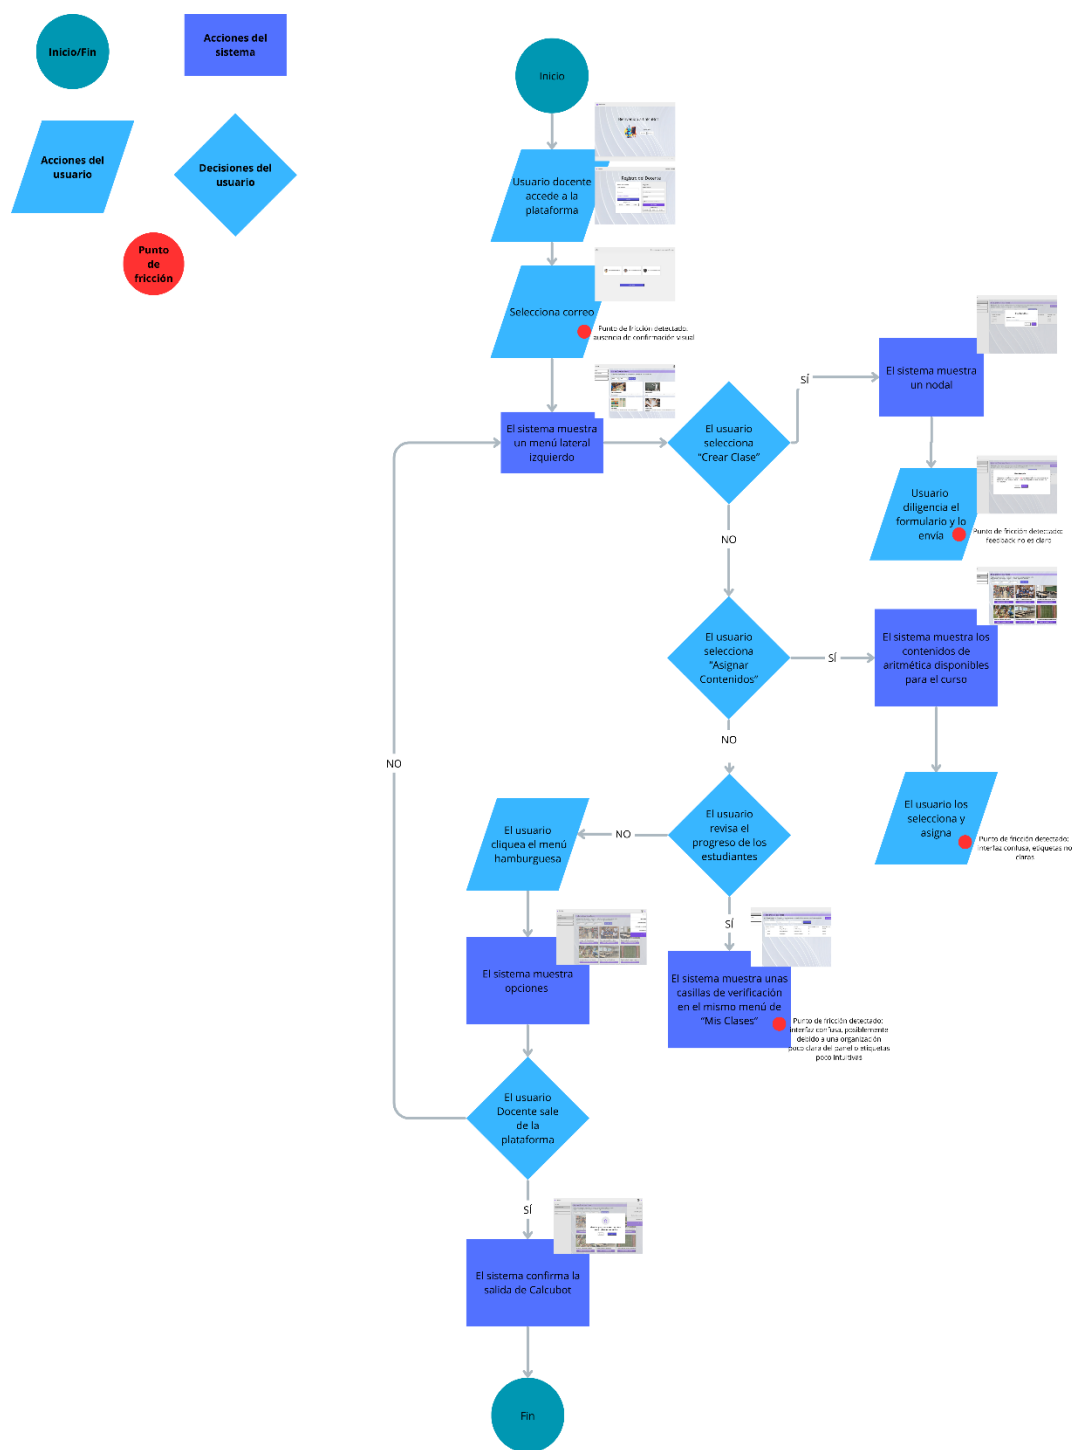 Inicio/Fin
Acciones del
sistema
Acciones del
usuario
Decisiones del
usuario
Punto
de
fricción
Inicio
Usuario docente
accede a la
plataforma
Registro de Docente
Selecciona correo
Punto de fricción detectado:
ausencia de confirmación visual
El sistema muestra
un menú lateral
izquierdo
El usuario
selecciona
"Crear Clase"
SÍ
El sistema muestra
un nodal
Usuario
diligencia el
formulario y lo
envía
Punto de fricción detectado:
feedback no es claro
NO
El usuario
selecciona
"Asignar
Contenidos"
SÍ
El sistema muestra los
contenidos de
aritmética disponibles
para el curso
El usuario los
selecciona y
asigna
Punto de fricción detectado:
interfaz confusa, etiquetas no
claras
NO
NO
El usuario
revisa el
progreso de los
estudiantes
NO
El usuario
cliquea el menú
hamburguesa
SÍ
El sistema muestra unas
casillas de verificación
en el mismo menú de
"Mis Clases"
Punto de fricción detectado:
interfaz confusa, posiblemente
debido a una organización
poco clara del panel o etiquetas
poco intuitivas
El sistema muestra
opciones
El usuario
Docente sale
de la
plataforma
SÍ
El sistema confirma la
salida de Calcubot
Fin